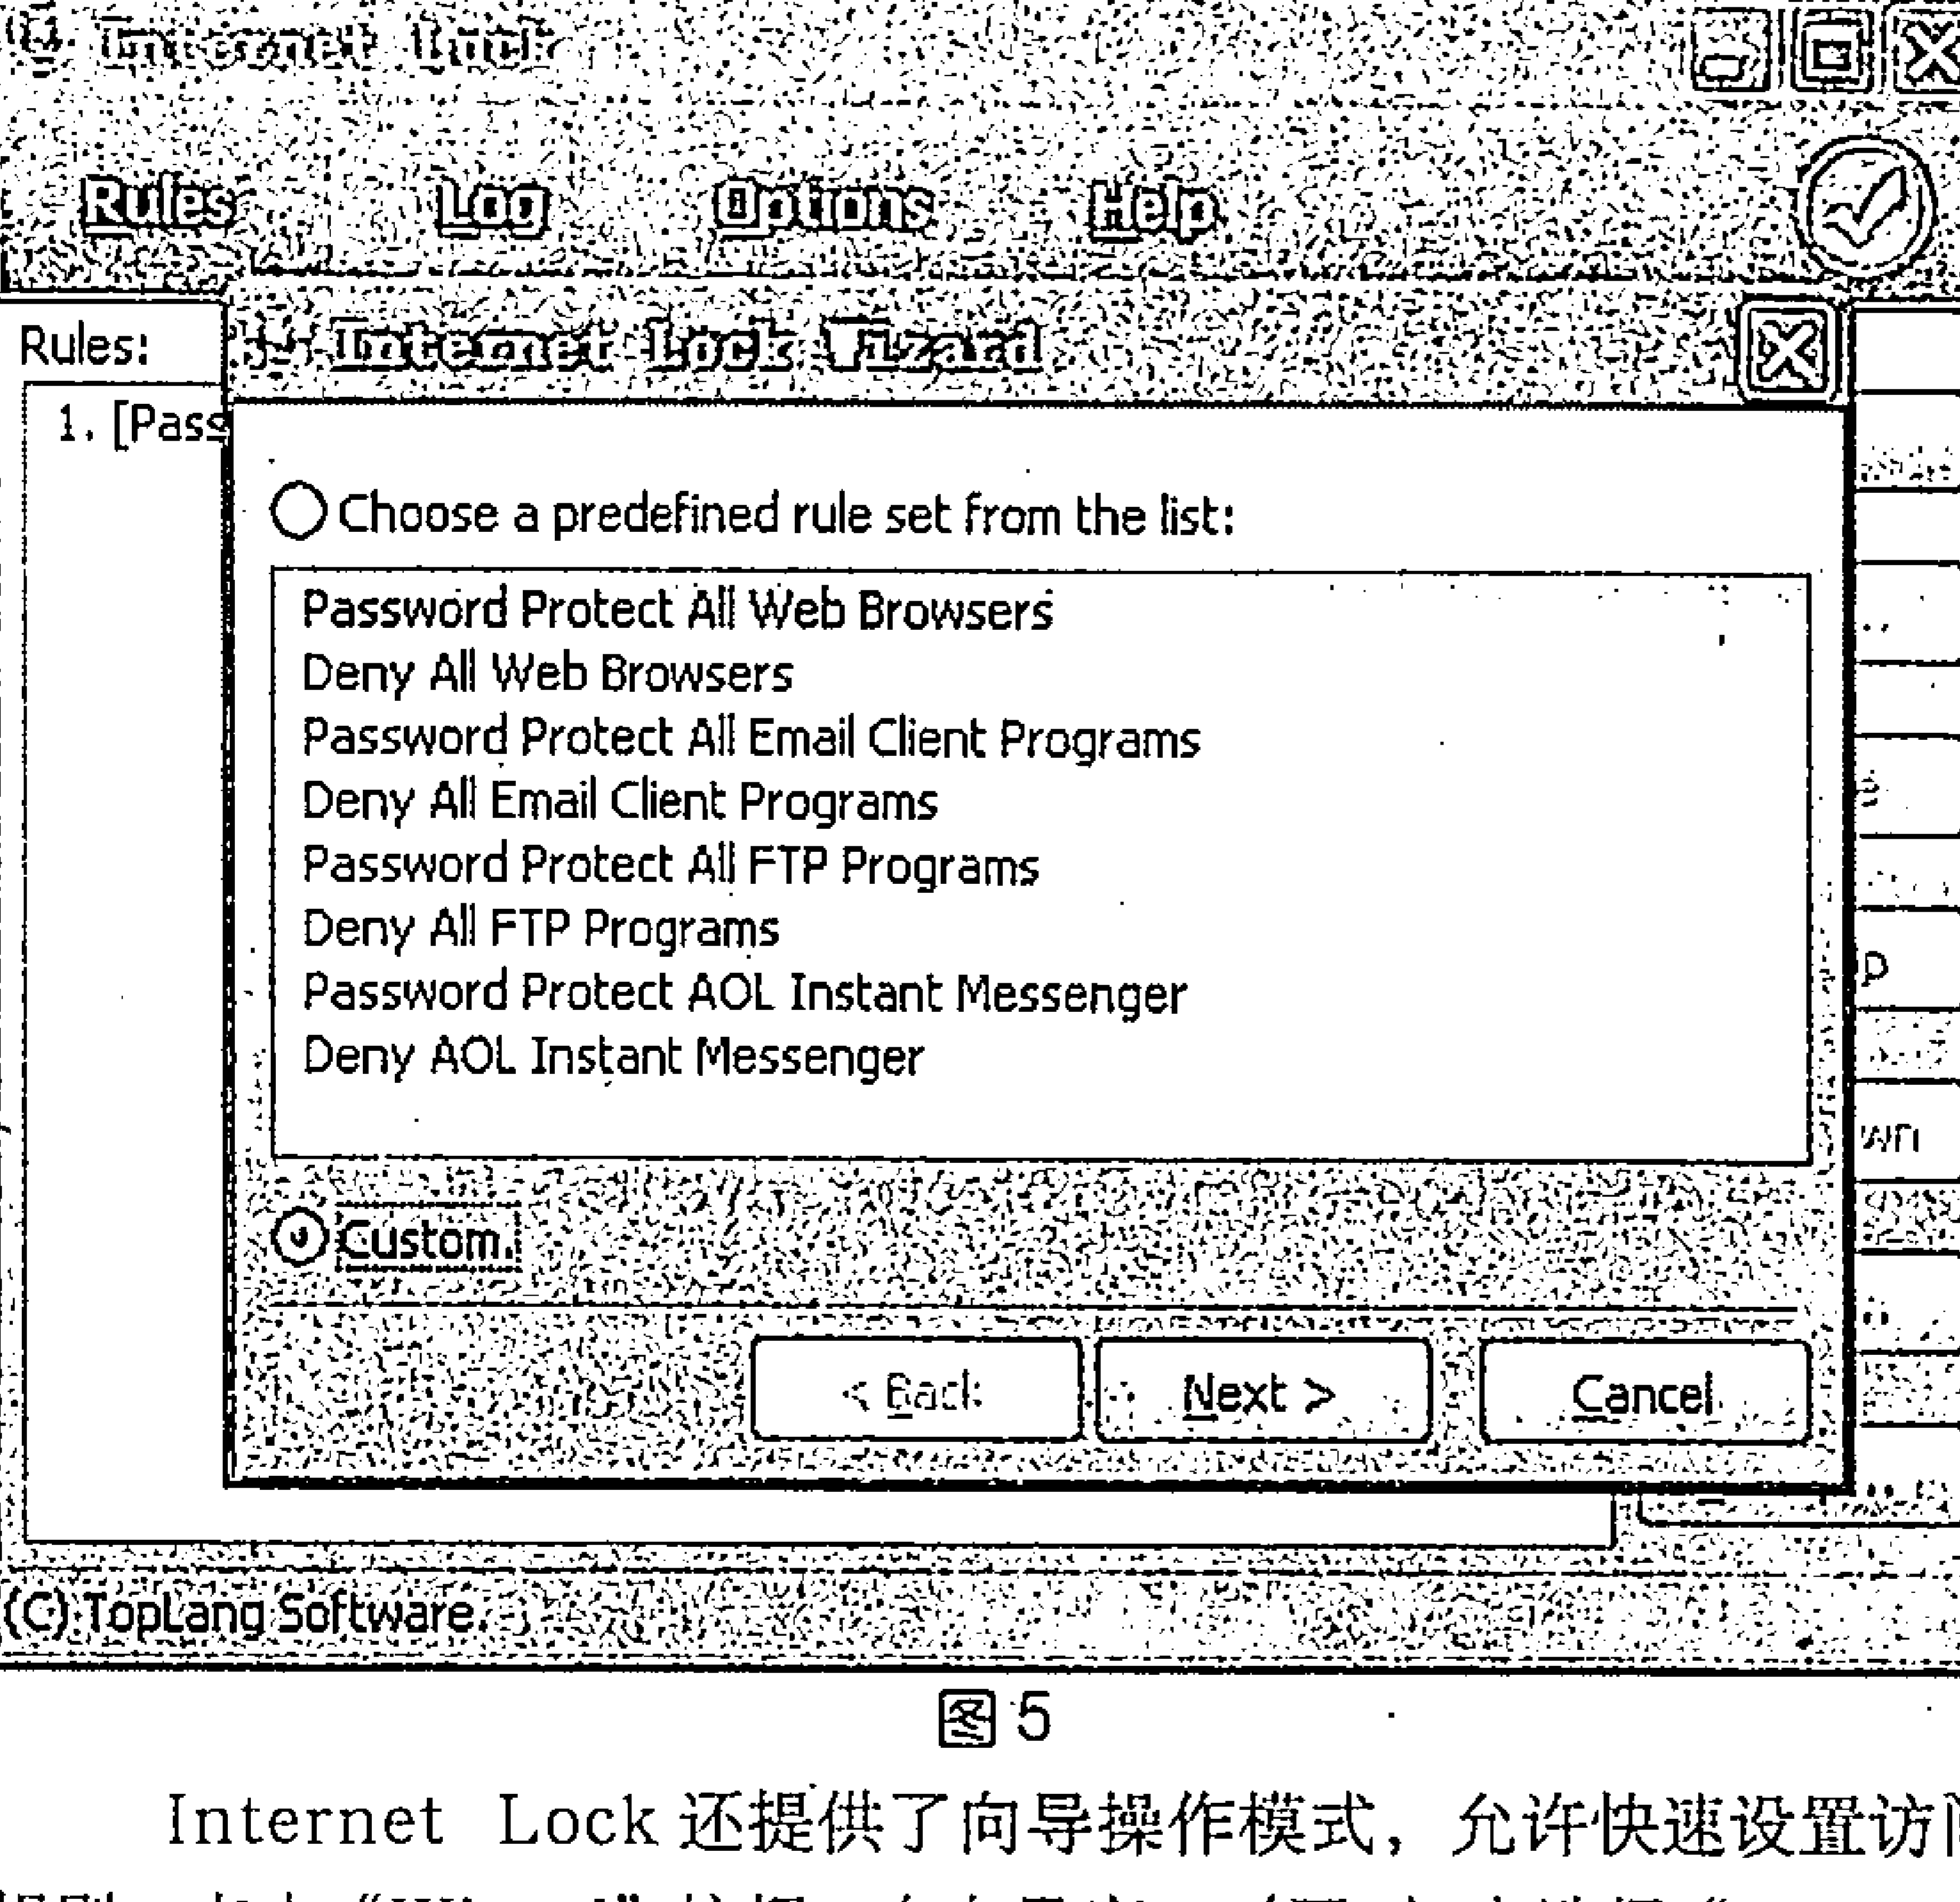 Internet Lock
Rules Log Options Help
Rules:
Internet Lock Wizard
1. [Pass
Choose a predefined rule set from the list:
Password Protect All Web Browsers
Deny All Web Browsers
Password Protect All Email Client Programs
Deny All Email Client Programs
Password Protect All FTP Programs
Deny All FTP Programs
Password Protect AOL Instant Messenger
Deny AOL Instant Messenger
p
wn
Custom.
< Back Next > Cancel
(C) TopLang Software.
图 5
Internet Lock 还提供了向导操作模式，允许快速设置访